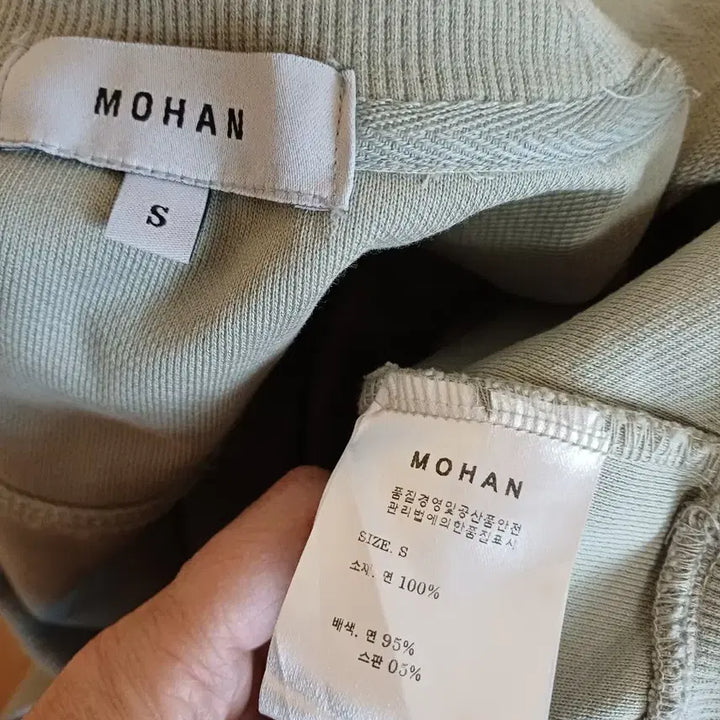 MOHAN
S
MOHAN
품질경영및공산품안전
관리법에의한품질표시
SIZE. S
소재. 면 100%
배색. 면 95%
스판 05%